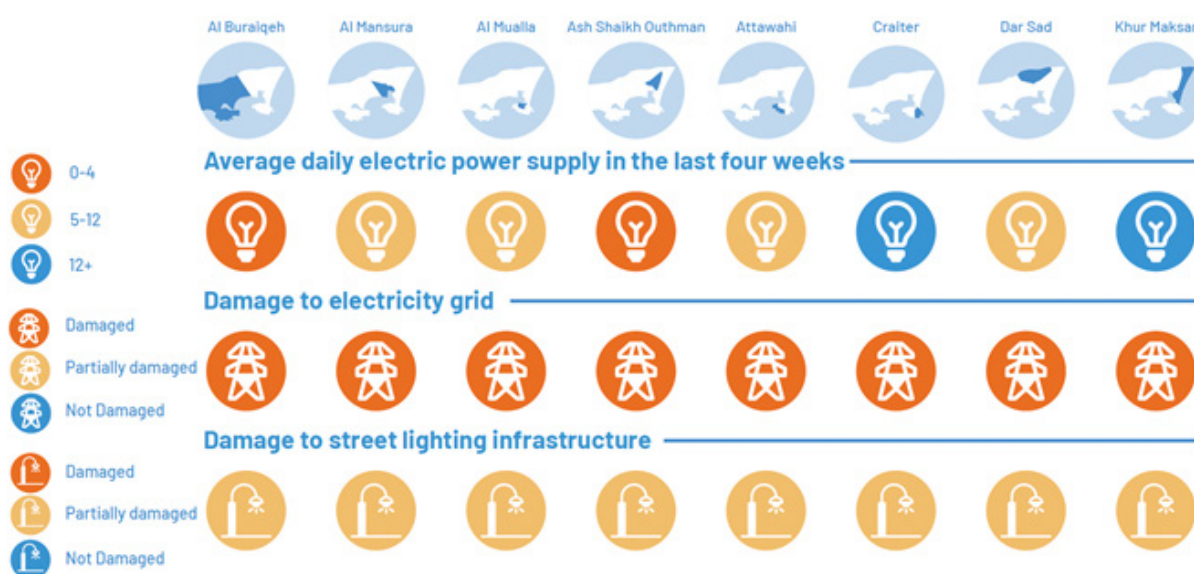 Al Buraiqeh Al Mansura Al Mualla Ash Shaikh Outhman Attawahi Craiter Dar Sad Khur Maksar
Average daily electric power supply in the last four weeks
0-4
5-12
12+
Damage to electricity grid
Damaged
Partially damaged
Not Damaged
Damage to street lighting infrastructure
Damaged
Partially damaged
Not Damaged